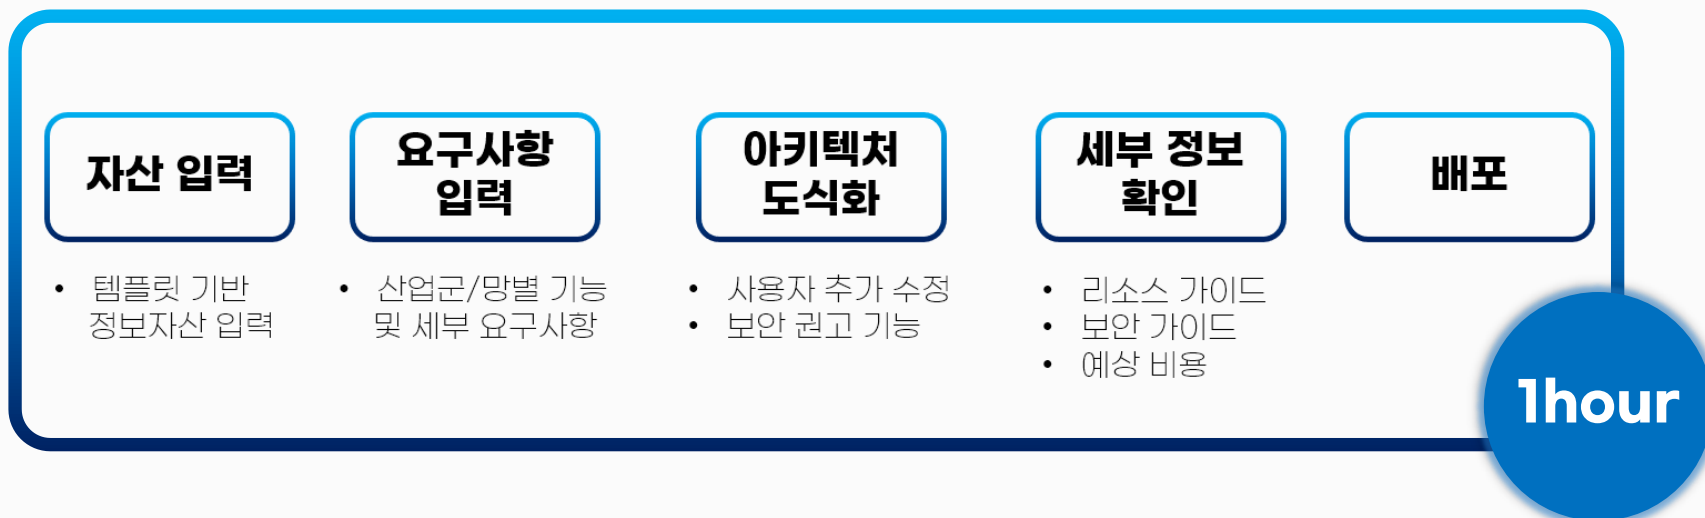 자산 입력
요구사항
입력
아키텍처
도식화
세부 정보
확인
배포
• 템플릿 기반
정보자산 입력
• 산업군/망별 기능
및 세부 요구사항
• 사용자 추가 수정
• 보안 권고 기능
• 리소스 가이드
• 보안 가이드
• 예상 비용
1hour